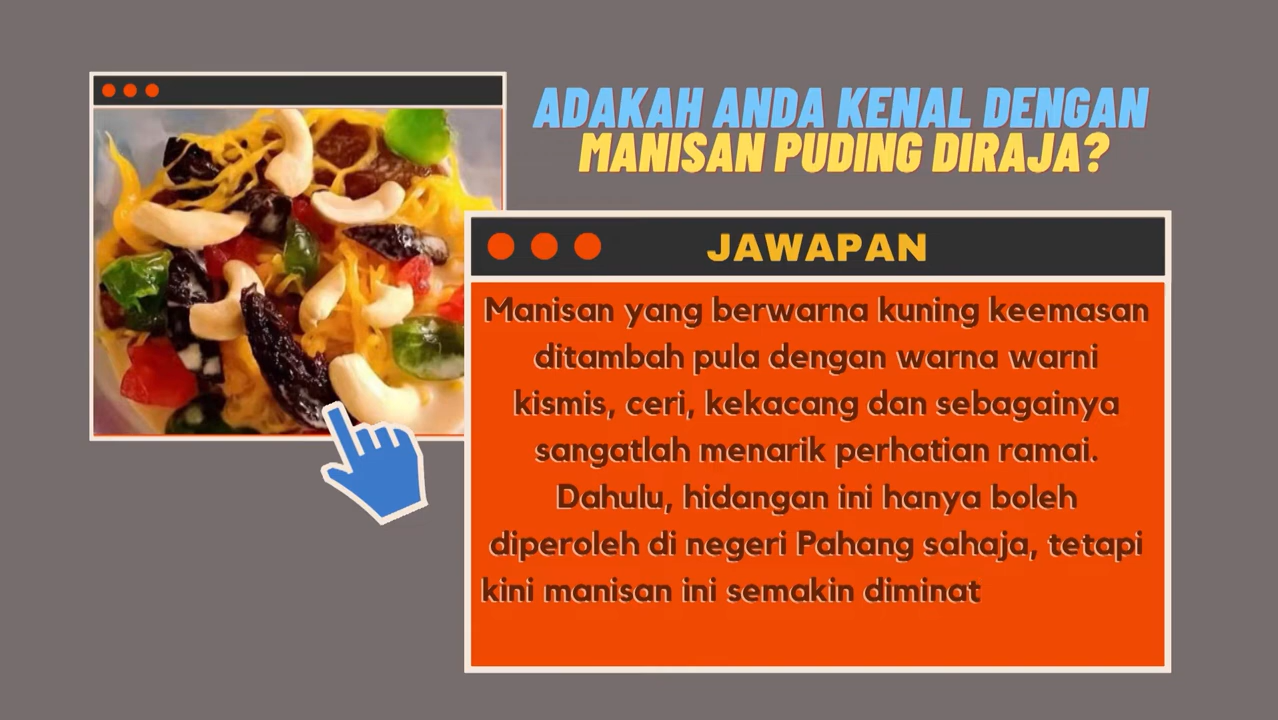 ADAKAH ANDA KENAL DENGAN
MANISAN PUDING DIRAJA?
JAWAPAN
Manisan yang berwarna kuning keemasan
ditambah pula dengan warna warni
kismis, ceri, kekacang dan sebagainya
sangatlah menarik perhatian ramai.
Dahulu, hidangan ini hanya boleh
diperoleh di negeri Pahang sahaja, tetapi
kini manisan ini semakin diminat